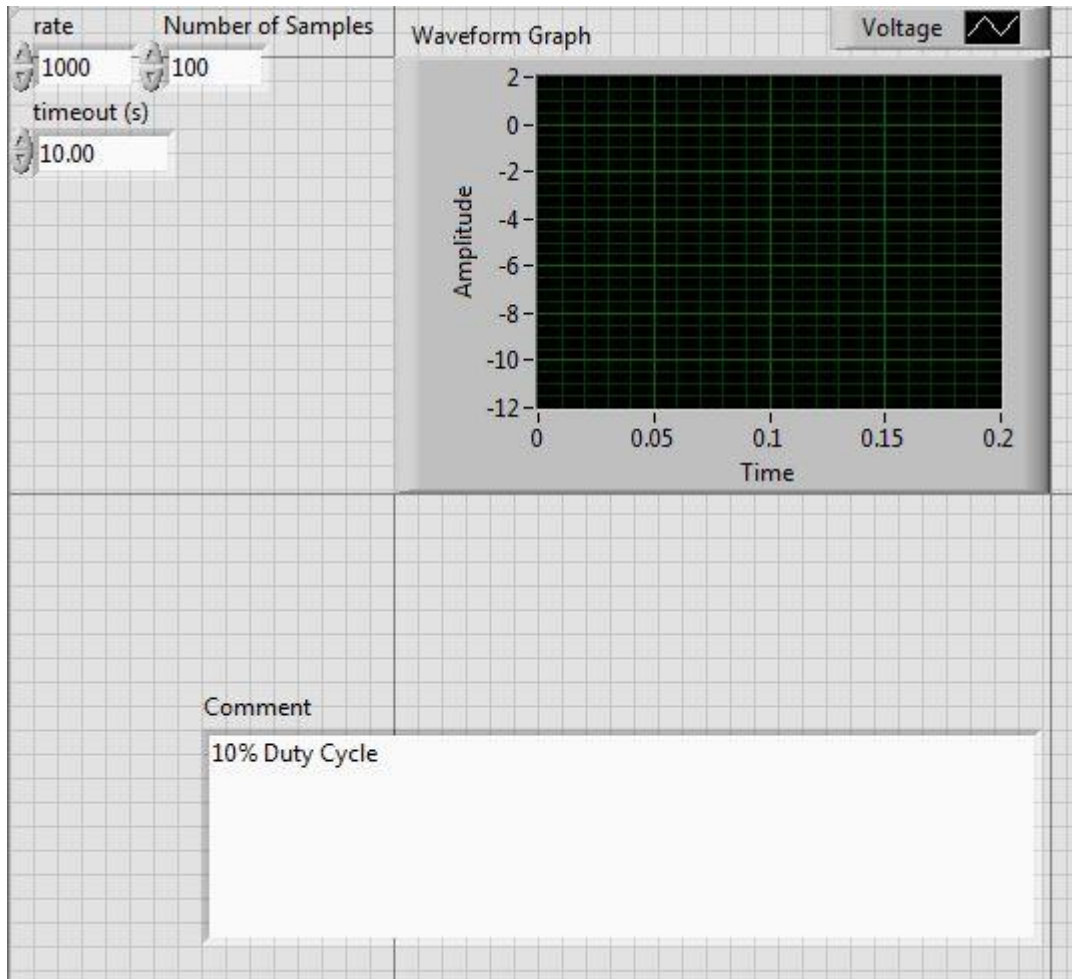 rate
Number of Samples
1000
100
timeout (s)
10.00
Waveform Graph
Voltage
Amplitude
2
0
-2
-4
-6
-8
-10
-12
0 0.05 0.1 0.15 0.2
Time
Comment
10% Duty Cycle